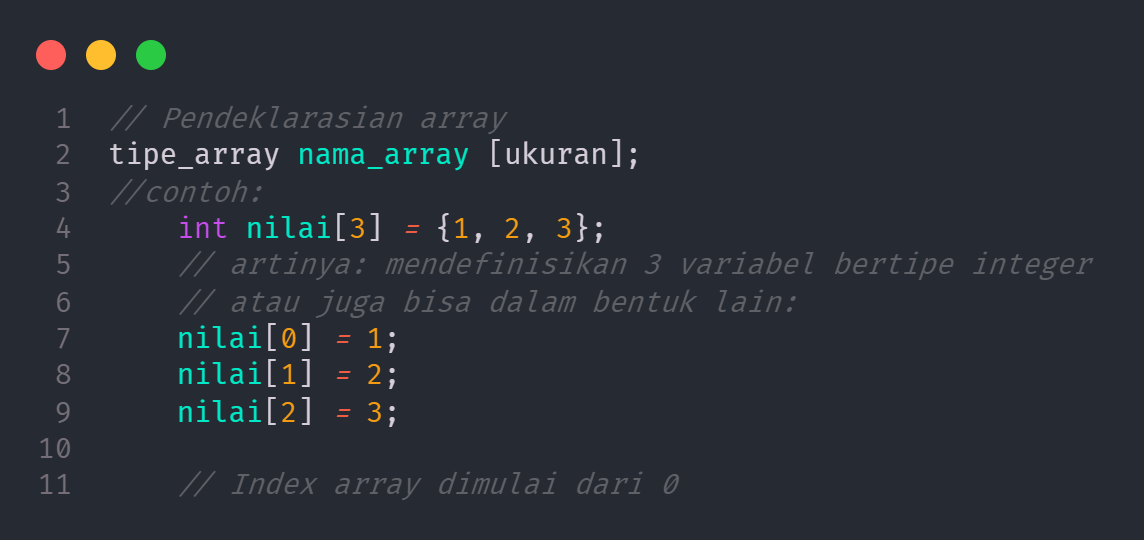 1 // Pendeklarasian array
2 tipe_array nama_array [ukuran];
3 //contoh:
4     int nilai[3] = {1, 2, 3};
5     // artinya: mendefinisikan 3 variabel bertipe integer
6     // atau juga bisa dalam bentuk lain:
7     nilai[0] = 1;
8     nilai[1] = 2;
9     nilai[2] = 3;
10
11     // Index array dimulai dari 0